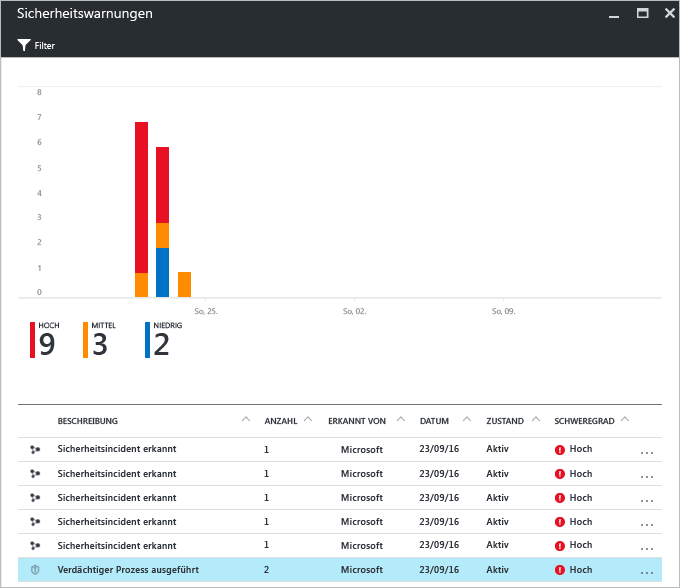 Sicherheitswarnungen
Filter
8
7
6
5
4
3
2
1
0
So, 25. So, 02. So, 09.
HOCH MITTEL NIEDRIG
9 3 2
BESCHREIBUNG ANZAHL ERKANNT VON DATUM ZUSTAND SCHWEREGRAD
Sicherheitsincident erkannt 1 Microsoft 23/09/16 Aktiv Hoch ...
Sicherheitsincident erkannt 1 Microsoft 23/09/16 Aktiv Hoch ...
Sicherheitsincident erkannt 1 Microsoft 23/09/16 Aktiv Hoch ...
Sicherheitsincident erkannt 1 Microsoft 23/09/16 Aktiv Hoch ...
Sicherheitsincident erkannt 1 Microsoft 23/09/16 Aktiv Hoch ...
Verdächtiger Prozess ausgeführt 2 Microsoft 23/09/16 Aktiv Hoch ...